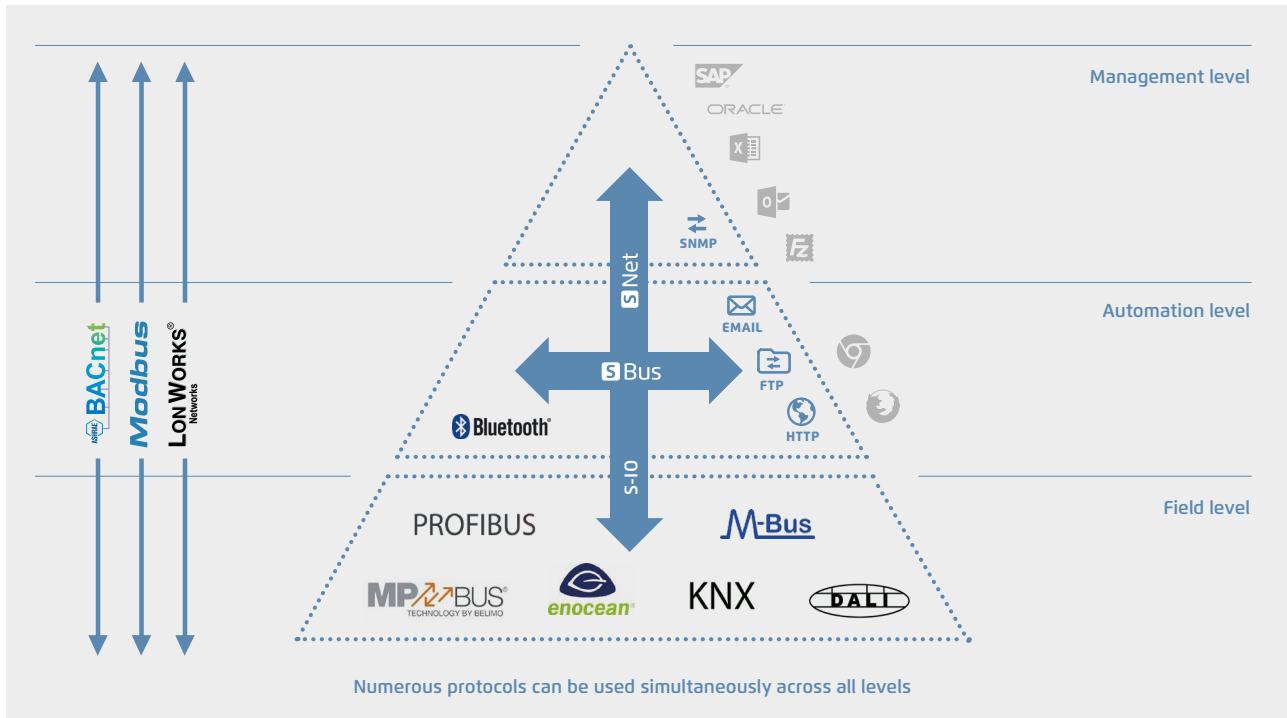 Management level
SAP
ORACLE
X
O
SNMP
FZ
S Net
Automation level
EMAIL
S Bus
FTP
HTTP
Bluetooth®
ASHRAE BACnet
Modbus
LONWORKS®
Networks
S-IO
Field level
PROFIBUS
M-Bus
MP BUS®
TECHNOLOGY BY BELIMO
enocean®
KNX
DALI
Numerous protocols can be used simultaneously across all levels